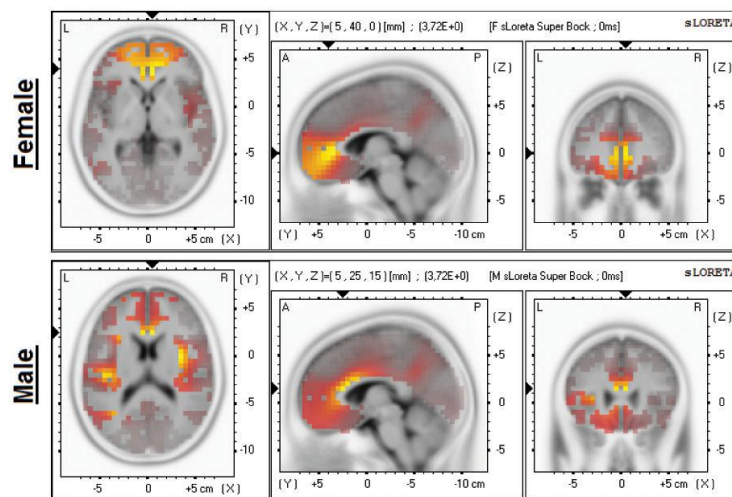 Female
L R (Y)
(X,Y,Z)=(5,40,0)[mm] ; (3,72E+0) [F sLoreta Super Bock ; 0ms] sLORETA
A P (Z)
L R (Z)
+5
0
-5
-10
+5
0
-5
+5
0
-5
-5 0 +5 cm (X)
(Y) +5 0 -5 -10 cm
-5 0 +5 cm (X)
Male
L R (Y)
(X,Y,Z)=(5,25,15)[mm] ; (3,72E+0) [M sLoreta Super Bock ; 0ms] sLORETA
A P (Z)
L R (Z)
+5
0
-5
-10
+5
0
-5
+5
0
-5
-5 0 +5 cm (X)
(Y) +5 0 -5 -10 cm
-5 0 +5 cm (X)